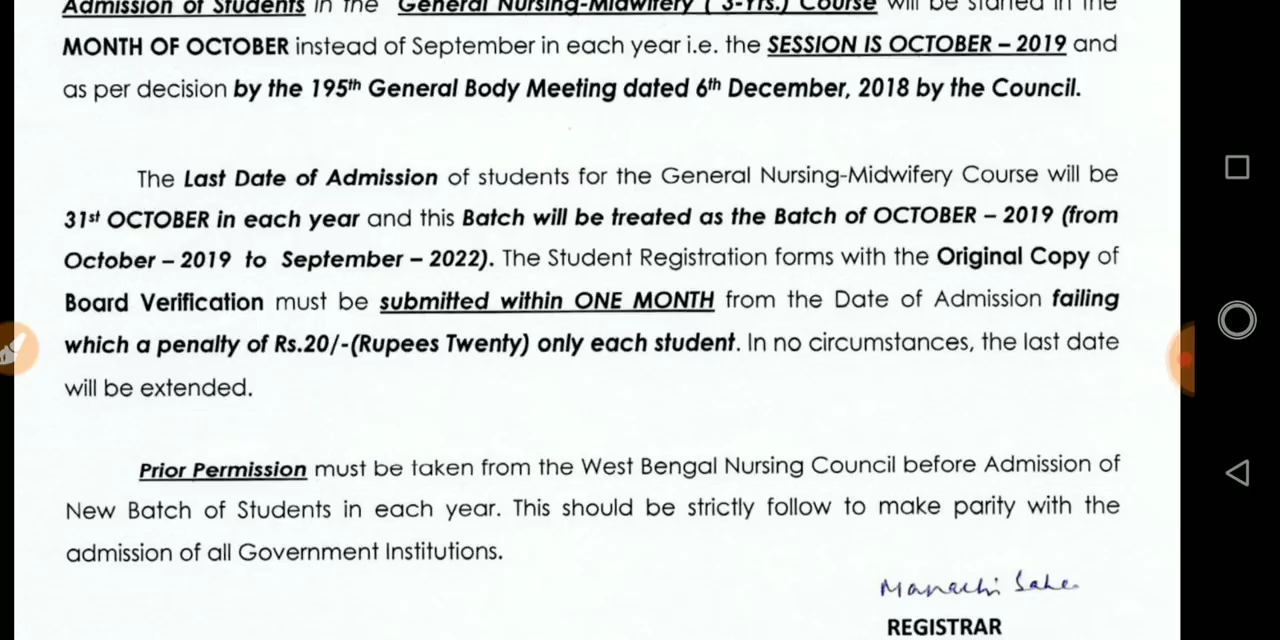 Admission of Students in the General Nursing-Midwifery ( 3-Yrs.) Course will be started in the
MONTH OF OCTOBER instead of September in each year i.e. the SESSION IS OCTOBER – 2019 and
as per decision by the 195th General Body Meeting dated 6th December, 2018 by the Council.
The Last Date of Admission of students for the General Nursing-Midwifery Course will be
31st OCTOBER in each year and this Batch will be treated as the Batch of OCTOBER – 2019 (from
October – 2019 to September – 2022). The Student Registration forms with the Original Copy of
Board Verification must be submitted within ONE MONTH from the Date of Admission failing
which a penalty of Rs.20/-(Rupees Twenty) only each student. In no circumstances, the last date
will be extended.
Prior Permission must be taken from the West Bengal Nursing Council before Admission of
New Batch of Students in each year. This should be strictly follow to make parity with the
admission of all Government Institutions.
REGISTRAR